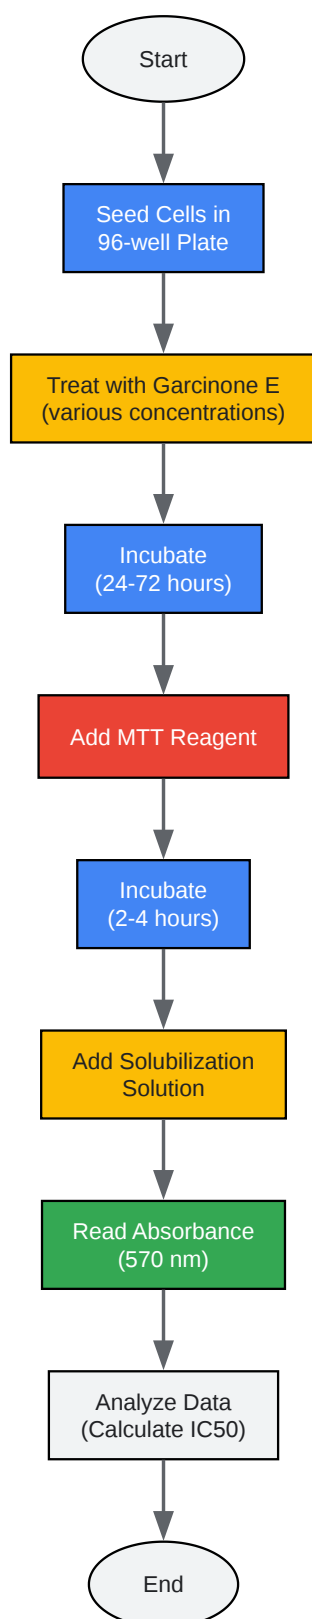 Start
Seed Cells in
96-well Plate
Treat with Garcinone E
(various concentrations)
Incubate
(24-72 hours)
Add MTT Reagent
Incubate
(2-4 hours)
Add Solubilization
Solution
Read Absorbance
(570 nm)
Analyze Data
(Calculate IC50)
End